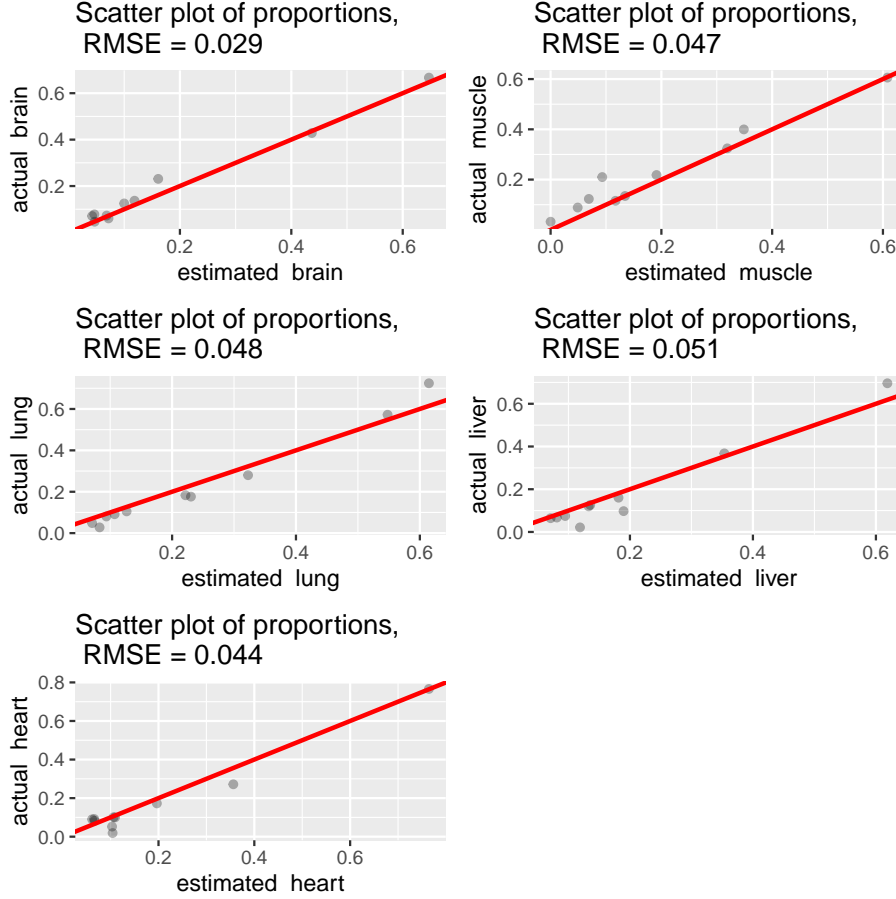 Scatter plot of proportions,
RMSE = 0.029
0.6
0.4
0.2
actual brain
0.2 0.4 0.6
estimated brain
Scatter plot of proportions,
RMSE = 0.047
0.6
0.4
0.2
actual muscle
0.0 0.2 0.4 0.6
estimated muscle
Scatter plot of proportions,
RMSE = 0.048
0.6
0.4
0.2
0.0
actual lung
0.2 0.4 0.6
estimated lung
Scatter plot of proportions,
RMSE = 0.051
0.6
0.4
0.2
0.0
actual liver
0.2 0.4 0.6
estimated liver
Scatter plot of proportions,
RMSE = 0.044
0.8
0.6
0.4
0.2
0.0
actual heart
0.2 0.4 0.6
estimated heart